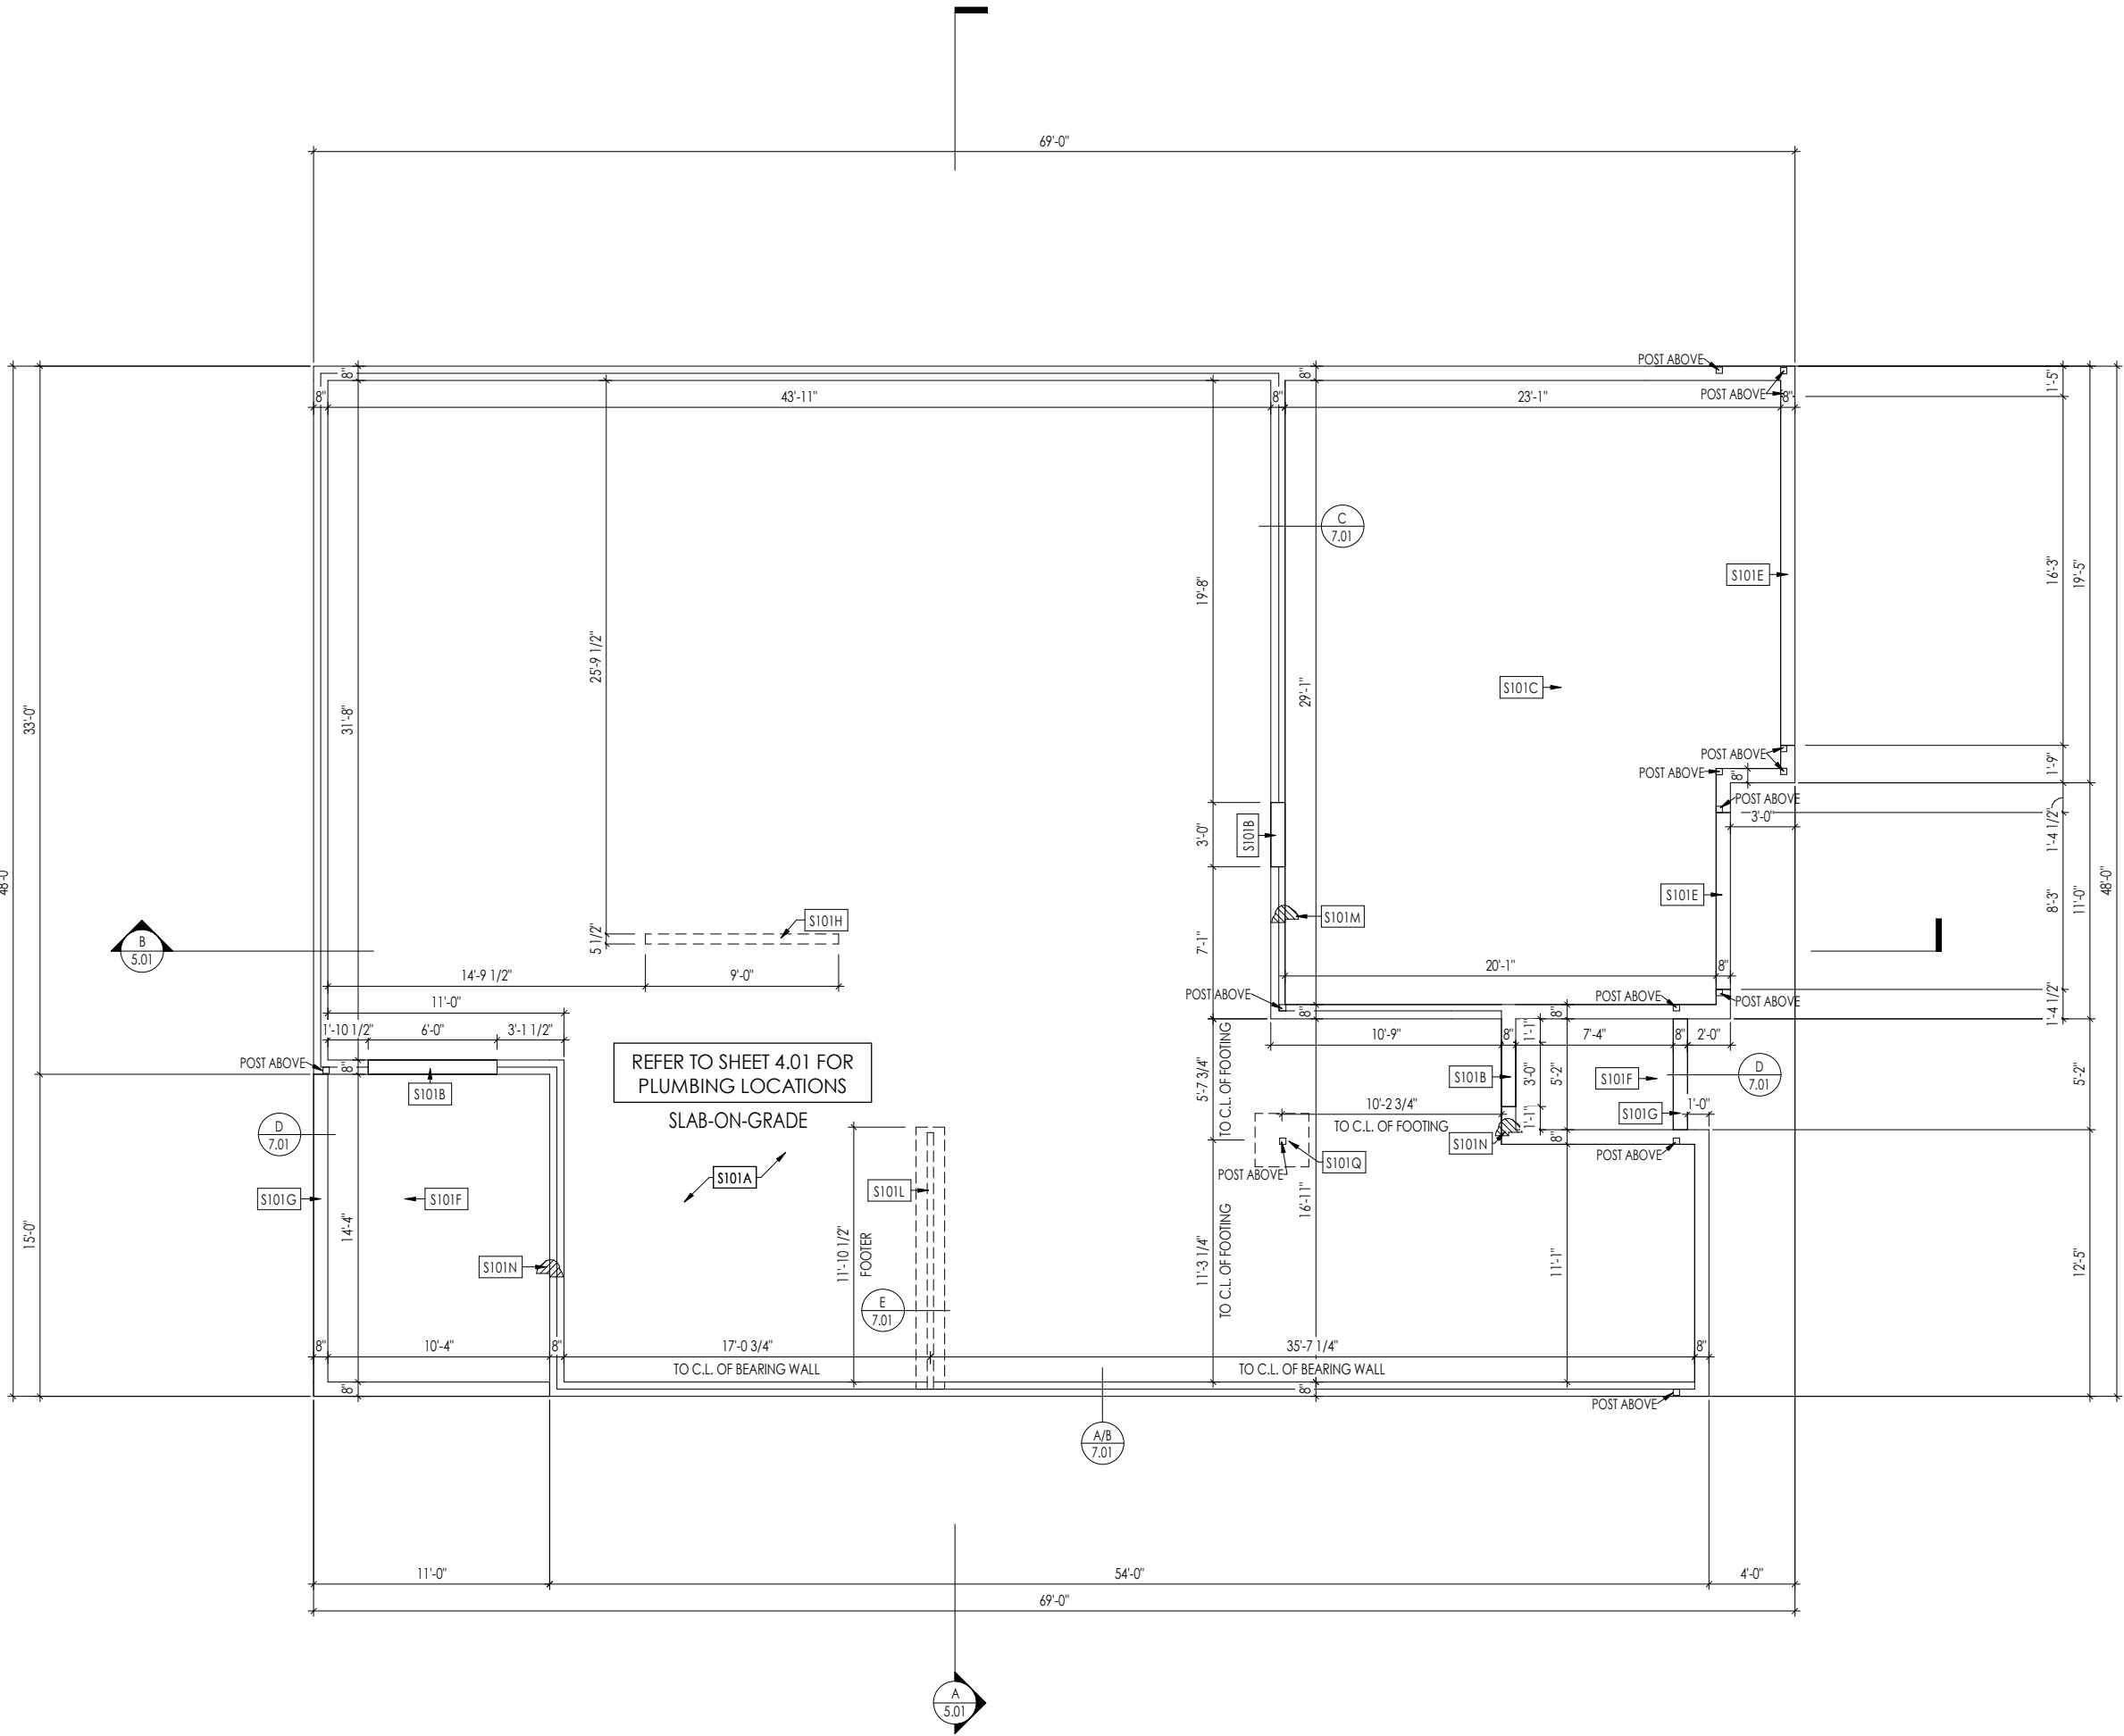 69'-0"
POST ABOVE
POST ABOVE
8"
8"
1'-5"
8"
43'-11"
8"
23'-1"
8"
C
7.01
S101E
16'-3"
19'-5"
19'-8"
25'-9 1/2"
29'-1"
S101C
33'-0"
31'-8"
POST ABOVE
POST ABOVE
8"
1'-9"
POST ABOVE
3'-0"
3'-0"
S101B
1'-4 1/2"
48'-0"
48'-0"
S101E
8'-3"
11'-0"
S101H
S101M
B
5.01
5 1/2"
7'-1"
14'-9 1/2"
9'-0"
20'-1"
8"
11'-0"
POST ABOVE
POST ABOVE
POST ABOVE
1'-4 1/2"
8"
8"
1'-10 1/2"
6'-0"
3'-1 1/2"
10'-9"
8"
1'-1"
7'-4"
8"
2'-0"
POST ABOVE
8"
REFER TO SHEET 4.01 FOR
PLUMBING LOCATIONS
SLAB-ON-GRADE
5'-7 3/4"
TO C.L. OF FOOTING
S101B
3'-0"
5'-2"
S101F
D
7.01
5'-2"
S101B
10'-2 3/4"
TO C.L. OF FOOTING
1'-1"
S101G
1'-0"
D
7.01
S101N
8"
POST ABOVE
S101Q
POST ABOVE
S101A
S101L
S101G
S101F
15'-0"
14'-4"
16'-11"
11'-10 1/2"
FOOTER
11'-3 1/4"
TO C.L. OF FOOTING
11'-1"
12'-5"
S101N
E
7.01
8"
10'-4"
8"
17'-0 3/4"
35'-7 1/4"
8"
TO C.L. OF BEARING WALL
TO C.L. OF BEARING WALL
8"
8"
POST ABOVE
A/B
7.01
11'-0"
54'-0"
4'-0"
69'-0"
A
5.01